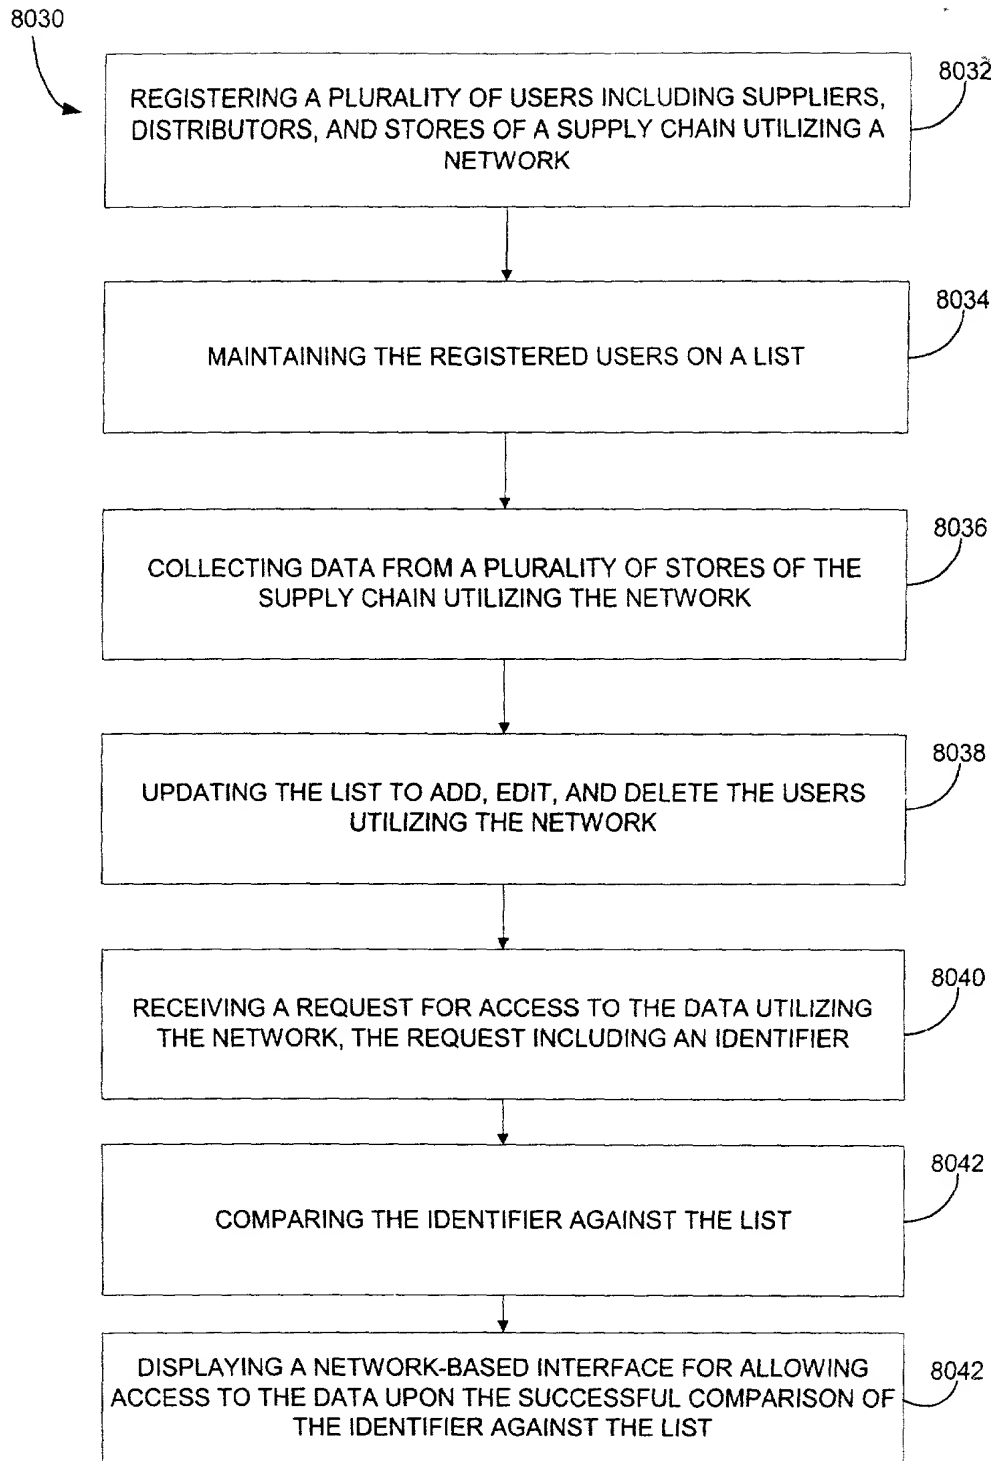 8030
8032
REGISTERING A PLURALITY OF USERS INCLUDING SUPPLIERS,
DISTRIBUTORS, AND STORES OF A SUPPLY CHAIN UTILIZING A
NETWORK
8034
MAINTAINING THE REGISTERED USERS ON A LIST
8036
COLLECTING DATA FROM A PLURALITY OF STORES OF THE
SUPPLY CHAIN UTILIZING THE NETWORK
8038
UPDATING THE LIST TO ADD, EDIT, AND DELETE THE USERS
UTILIZING THE NETWORK
8040
RECEIVING A REQUEST FOR ACCESS TO THE DATA UTILIZING
THE NETWORK, THE REQUEST INCLUDING AN IDENTIFIER
8042
COMPARING THE IDENTIFIER AGAINST THE LIST
8042
DISPLAYING A NETWORK-BASED INTERFACE FOR ALLOWING
ACCESS TO THE DATA UPON THE SUCCESSFUL COMPARISON OF
THE IDENTIFIER AGAINST THE LIST